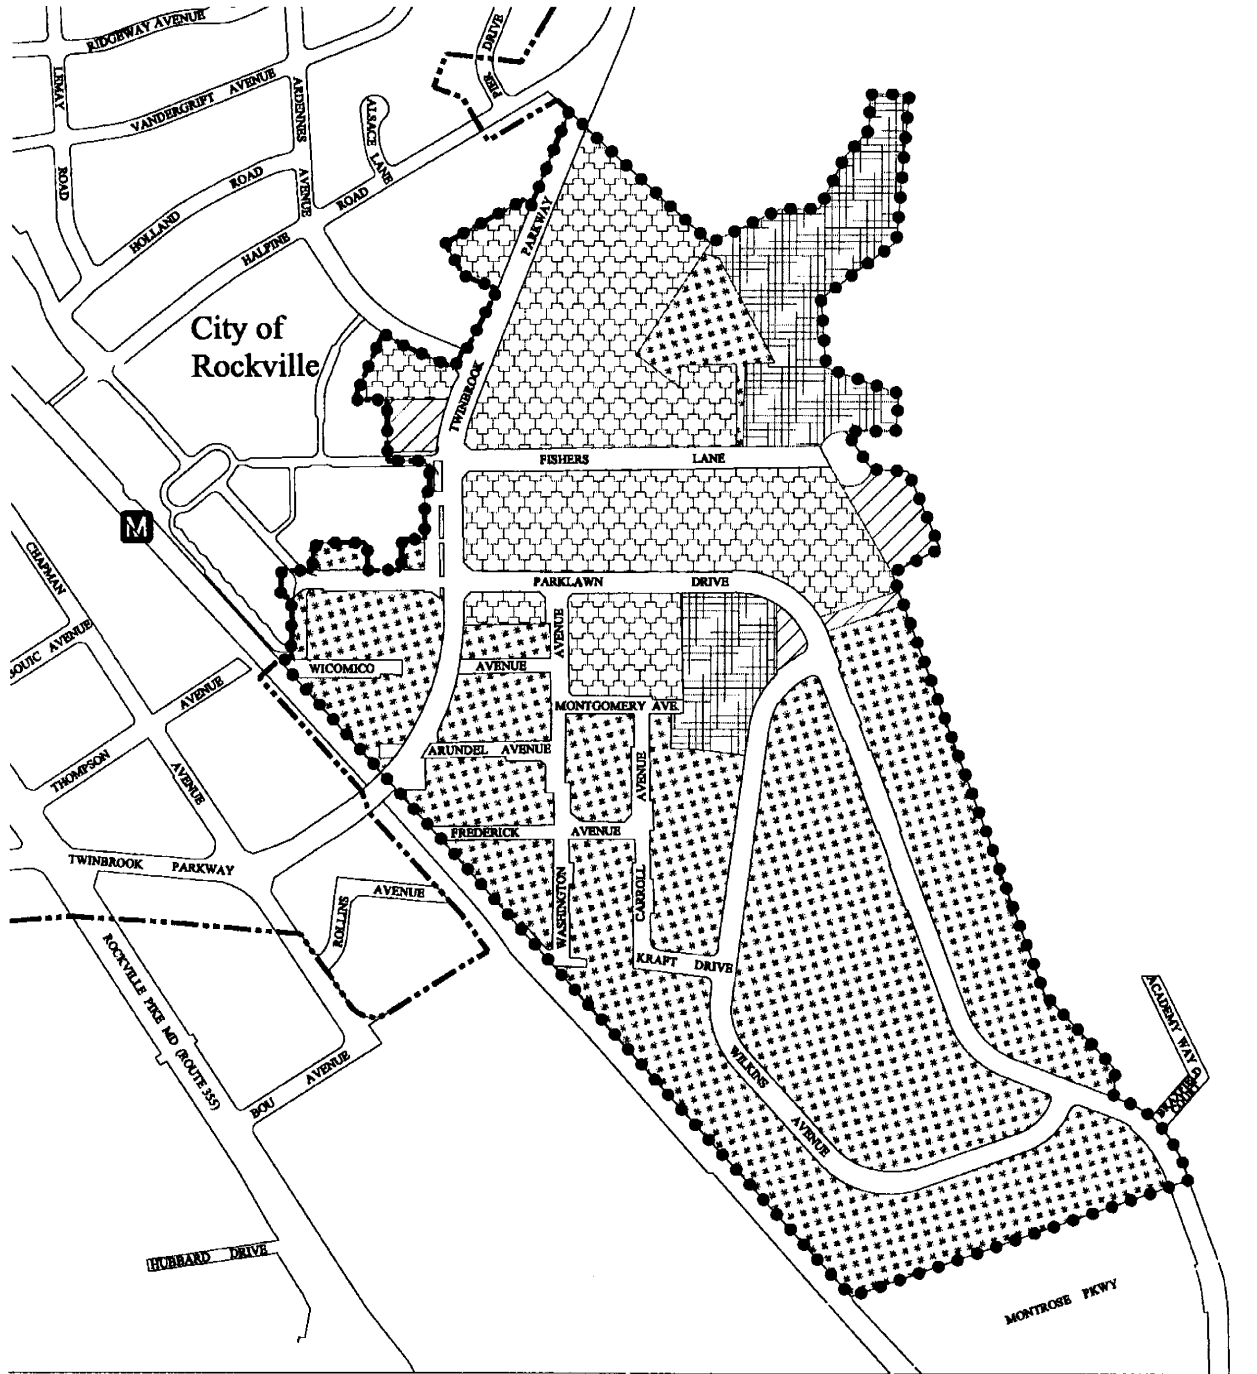 RIDGEWAY AVENUE
LEMAY
ROAD
VANDERGRIFT AVENUE
ARDENNES
AVENUE
ALSACE
LANE
PIER
DRIVE
HOLLAND ROAD
HALPINE ROAD
TWINBROOK PARKWAY
City of
Rockville
FISHERS LANE
M
CHAPMAN
AVENUE
BOUIC AVENUE
THOMPSON AVENUE
PARKLAWN DRIVE
WICOMICO AVENUE
AVENUE
MONTGOMERY AVE.
ARUNDEL AVENUE
AVENUE
FREDERICK AVENUE
TWINBROOK PARKWAY
ROLLINS
AVENUE
WASHINGTON
CARROLL
KRAFT DRIVE
ROCKVILLE PIKE MD (ROUTE 355)
BOU AVENUE
WILKINS
AVENUE
ACADEMY WAY
COURT
HUBBARD DRIVE
MONTROSE PKWY